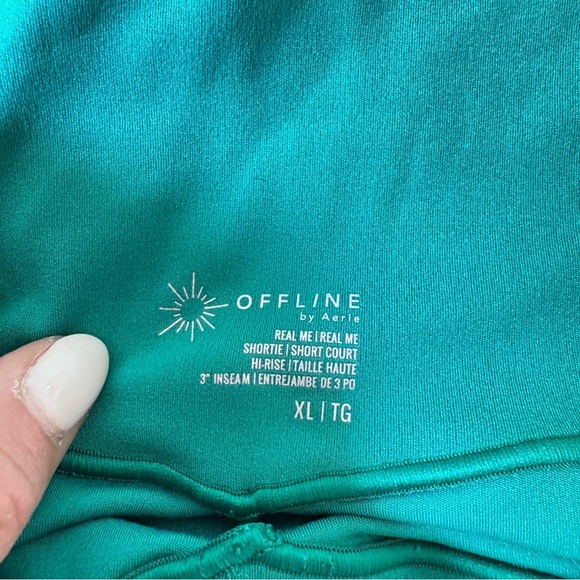 OFFLINE
by Aerie
REAL ME | REAL ME
SHORTIE | SHORT COURT
HI-RISE | TAILLE HAUTE
3" INSEAM | ENTREJAMBE DE 3 PO
XL | TG